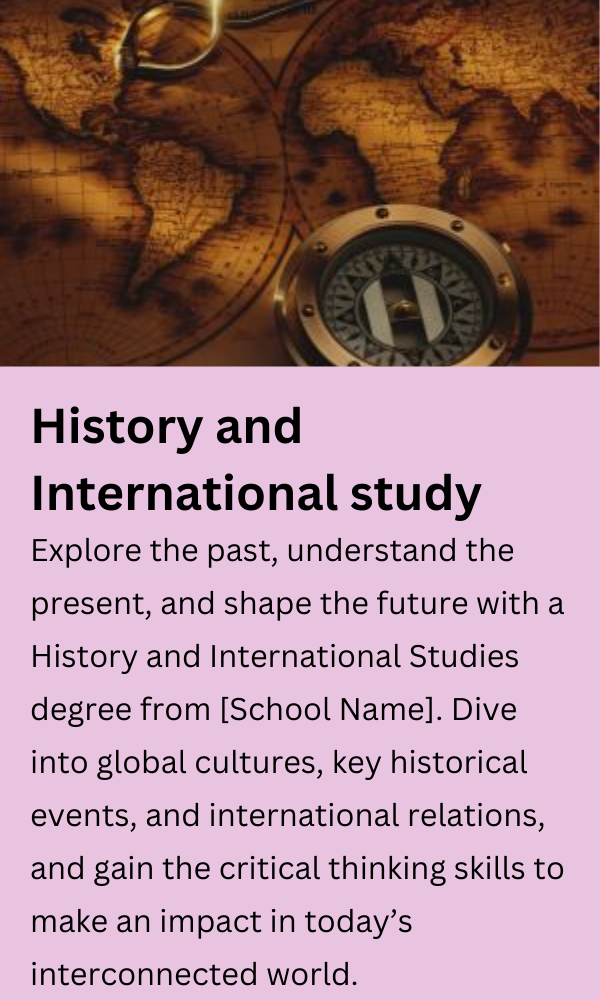 History and
International study
Explore the past, understand the
present, and shape the future with a
History and International Studies
degree from [School Name]. Dive
into global cultures, key historical
events, and international relations,
and gain the critical thinking skills to
make an impact in today’s
interconnected world.